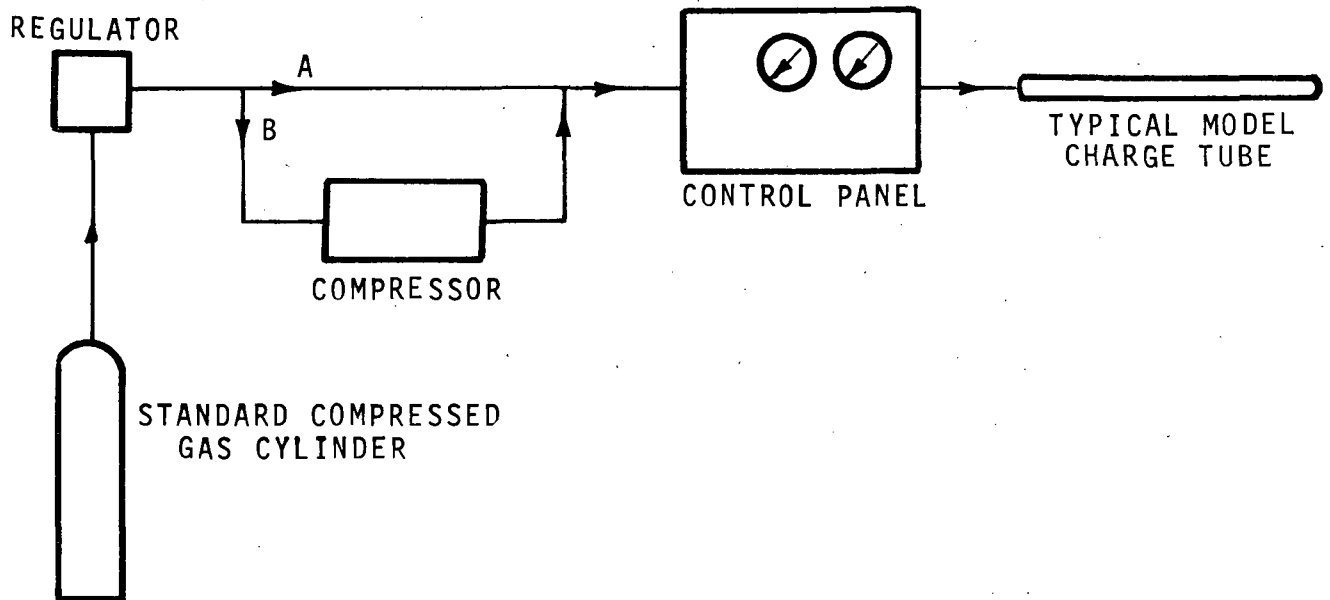 REGULATOR
A
B
COMPRESSOR
CONTROL PANEL
TYPICAL MODEL
CHARGE TUBE
STANDARD COMPRESSED
GAS CYLINDER